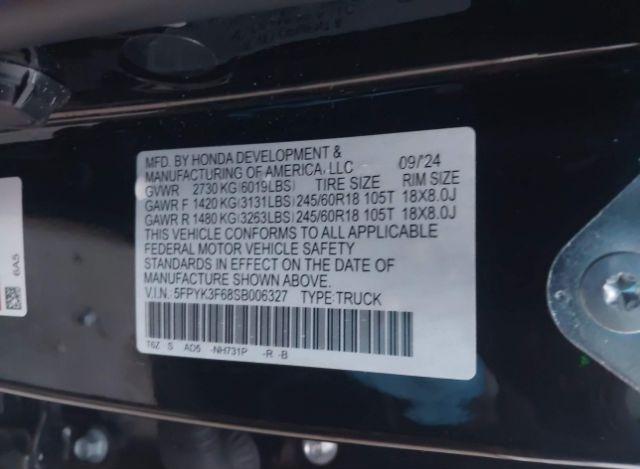 MFD. BY HONDA DEVELOPMENT &
MANUFACTURING OF AMERICA, LLC 09/'24
GVWR 2730 KG(6019LBS) TIRE SIZE RIM SIZE
GAWR F 1420 KG(3131LBS) 245/60R18 105T 18X8.0J
GAWR R 1480 KG(3263LBS) 245/60R18 105T 18X8.0J
THIS VEHICLE CONFORMS TO ALL APPLICABLE
FEDERAL MOTOR VEHICLE SAFETY
STANDARDS IN EFFECT ON THE DATE OF
MANUFACTURE SHOWN ABOVE.
V.I.N. 5FPYK3F68SB006327 TYPE:TRUCK
T6Z S AD5 -NH731P -R -B
6A5